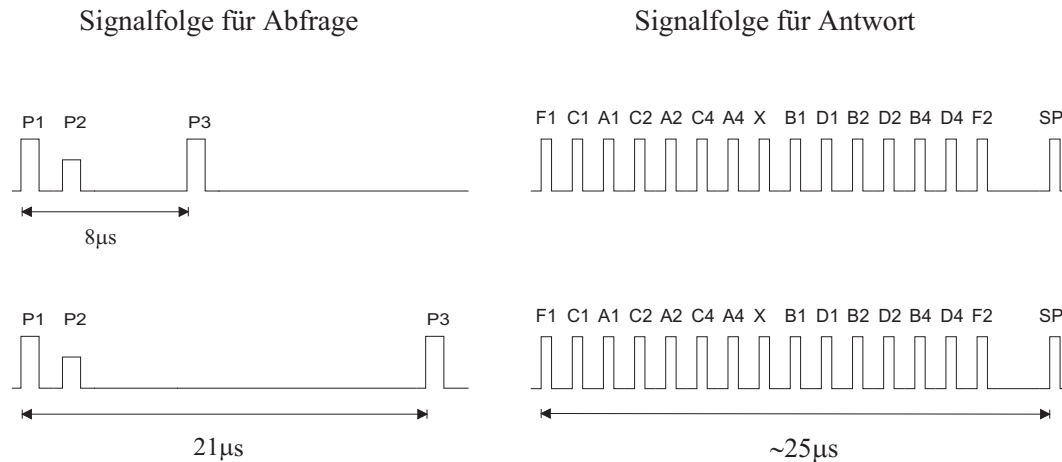 Signalfolge für Abfrage
Signalfolge für Antwort
P1 P2 P3
F1 C1 A1 C2 A2 C4 A4 X B1 D1 B2 D2 B4 D4 F2 SP
8µs
P1 P2 P3
F1 C1 A1 C2 A2 C4 A4 X B1 D1 B2 D2 B4 D4 F2 SP
21µs
~25µs